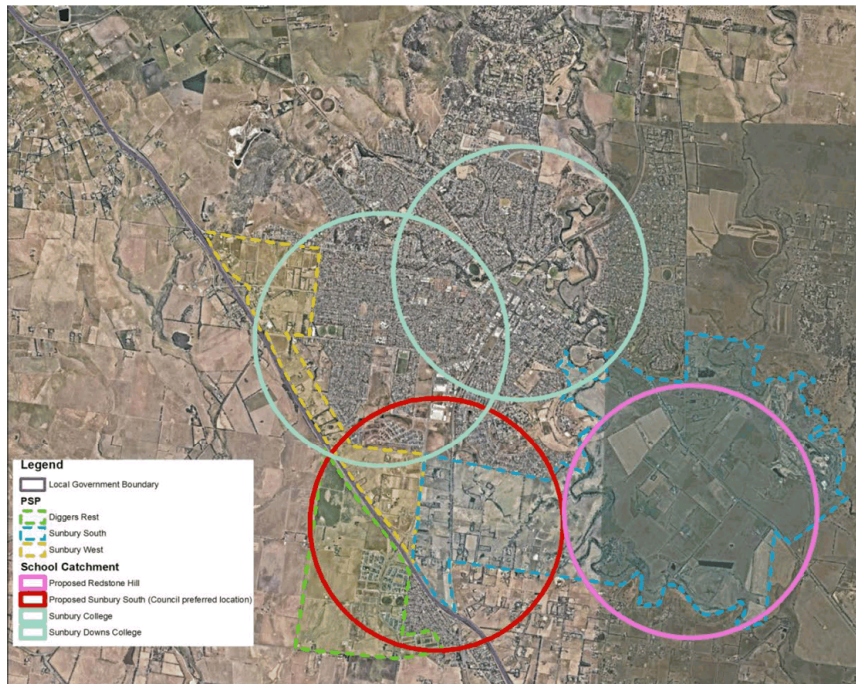 Legend
Local Government Boundary
PSP
Diggers Rest
Sunbury South
Sunbury West
School Catchment
Proposed Redstone Hill
Proposed Sunbury South (Council preferred location)
Sunbury College
Sunbury Downs College